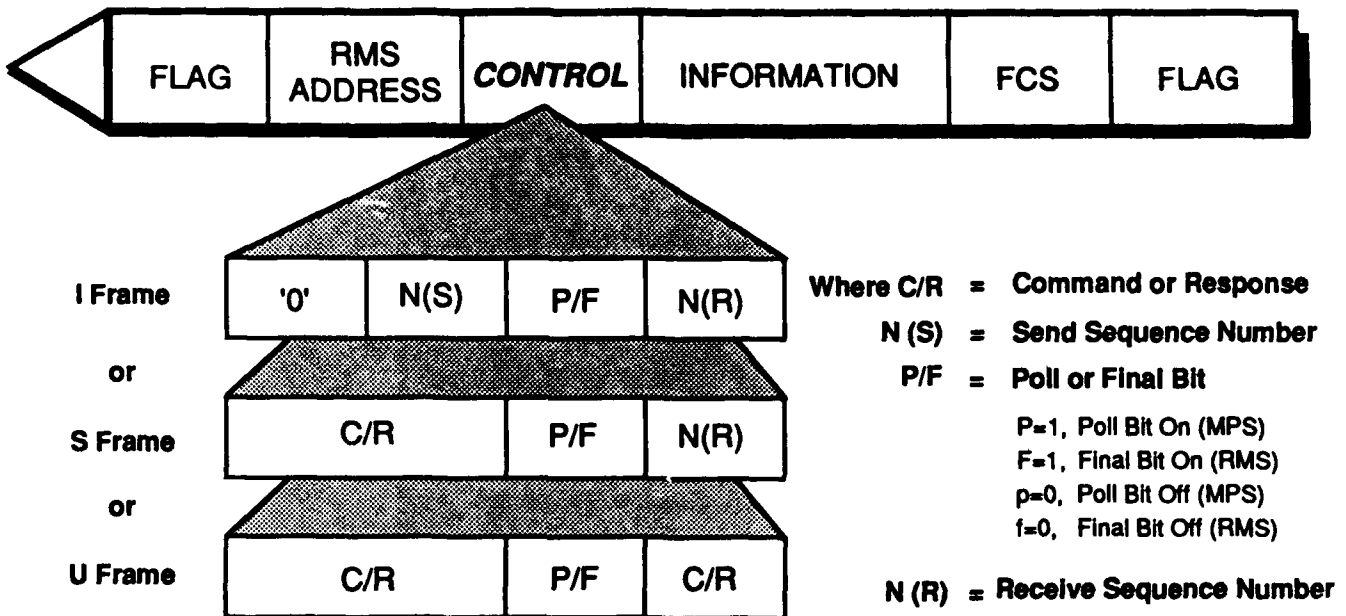 FLAG RMS ADDRESS CONTROL INFORMATION FCS FLAG
I Frame '0' N(S) P/F N(R)
or
S Frame C/R P/F N(R)
or
U Frame C/R P/F C/R
Where C/R = Command or Response
N (S) = Send Sequence Number
P/F = Poll or Final Bit
P=1, Poll Bit On (MPS)
F=1, Final Bit On (RMS)
p=0, Poll Bit Off (MPS)
f=0, Final Bit Off (RMS)
N (R) = Receive Sequence Number